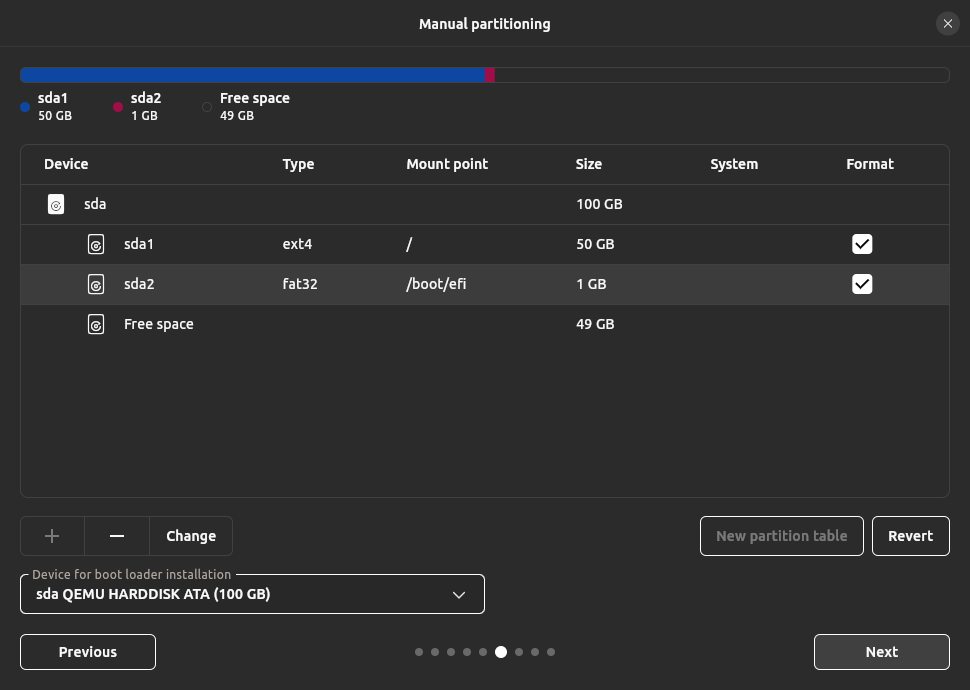 Manual partitioning
sda1
50 GB
sda2
1 GB
Free space
49 GB
Device Type Mount point Size System Format
sda 100 GB
sda1 ext4 / 50 GB
sda2 fat32 /boot/efi 1 GB
Free space 49 GB
Change
New partition table
Revert
Device for boot loader installation
sda QEMU HARDDISK ATA (100 GB)
Previous
Next